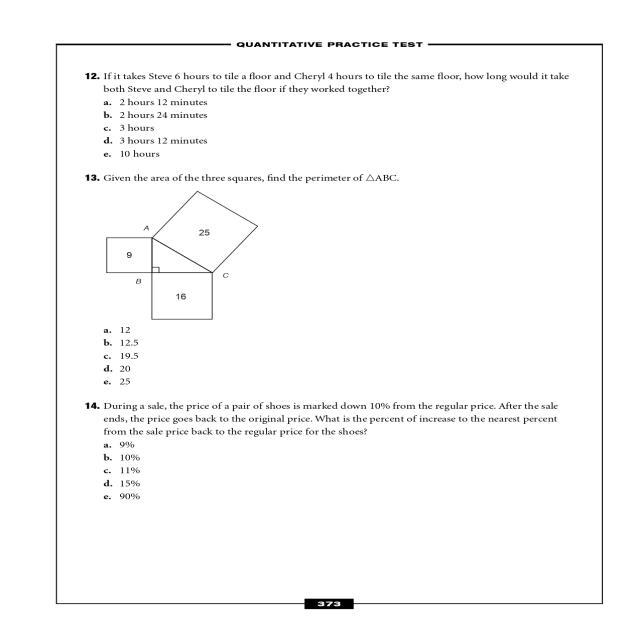 QUANTITATIVE PRACTICE TEST
12. If it takes Steve 6 hours to tile a floor and Cheryl 4 hours to tile the same floor, how long would it take
both Steve and Cheryl to tile the floor if they worked together?
a. 2 hours 12 minutes
b. 2 hours 24 minutes
c. 3 hours
d. 3 hours 12 minutes
e. 10 hours
13. Given the area of the three squares, find the perimeter of △ABC.
A
25
9
B
C
16
a. 12
b. 12.5
c. 19.5
d. 20
e. 25
14. During a sale, the price of a pair of shoes is marked down 10% from the regular price. After the sale
ends, the price goes back to the original price. What is the percent of increase to the nearest percent
from the sale price back to the regular price for the shoes?
a. 9%
b. 10%
c. 11%
d. 15%
e. 90%
373